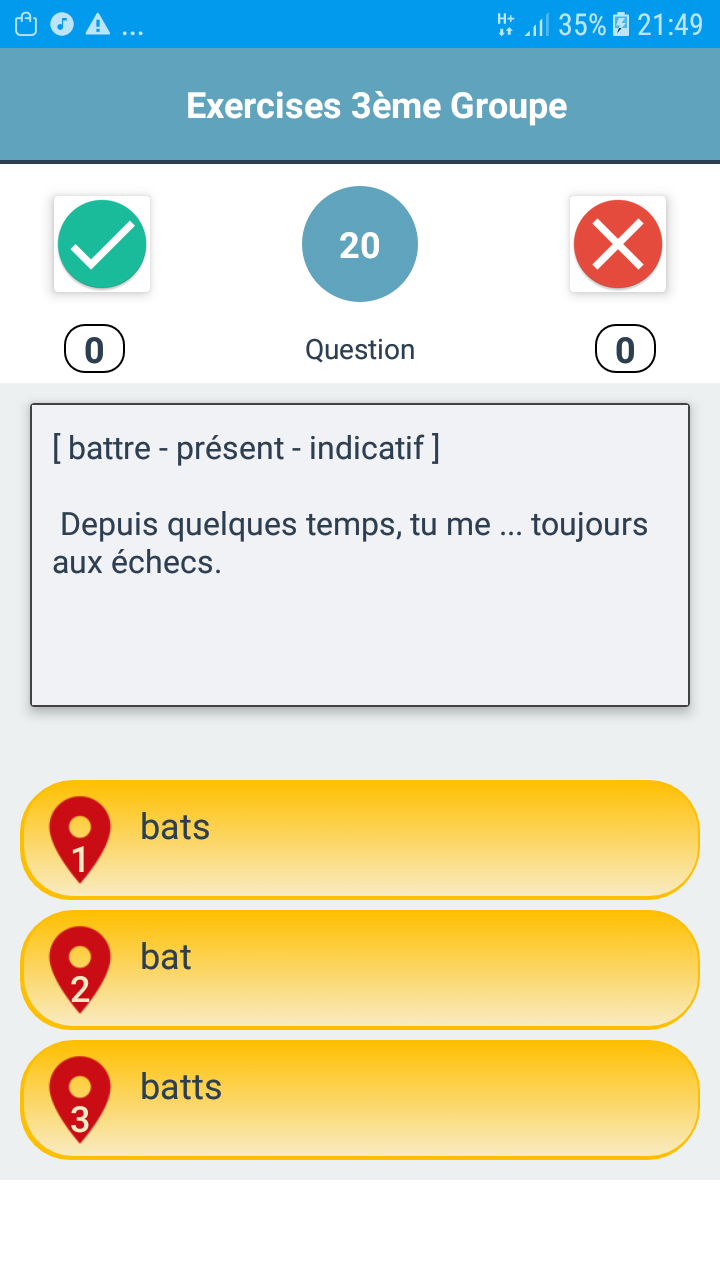 ... H+ 35% 21:49
Exercises 3ème Groupe
20
0 Question 0
[ battre - présent - indicatif ]
Depuis quelques temps, tu me ... toujours
aux échecs.
1 bats
2 bat
3 batts